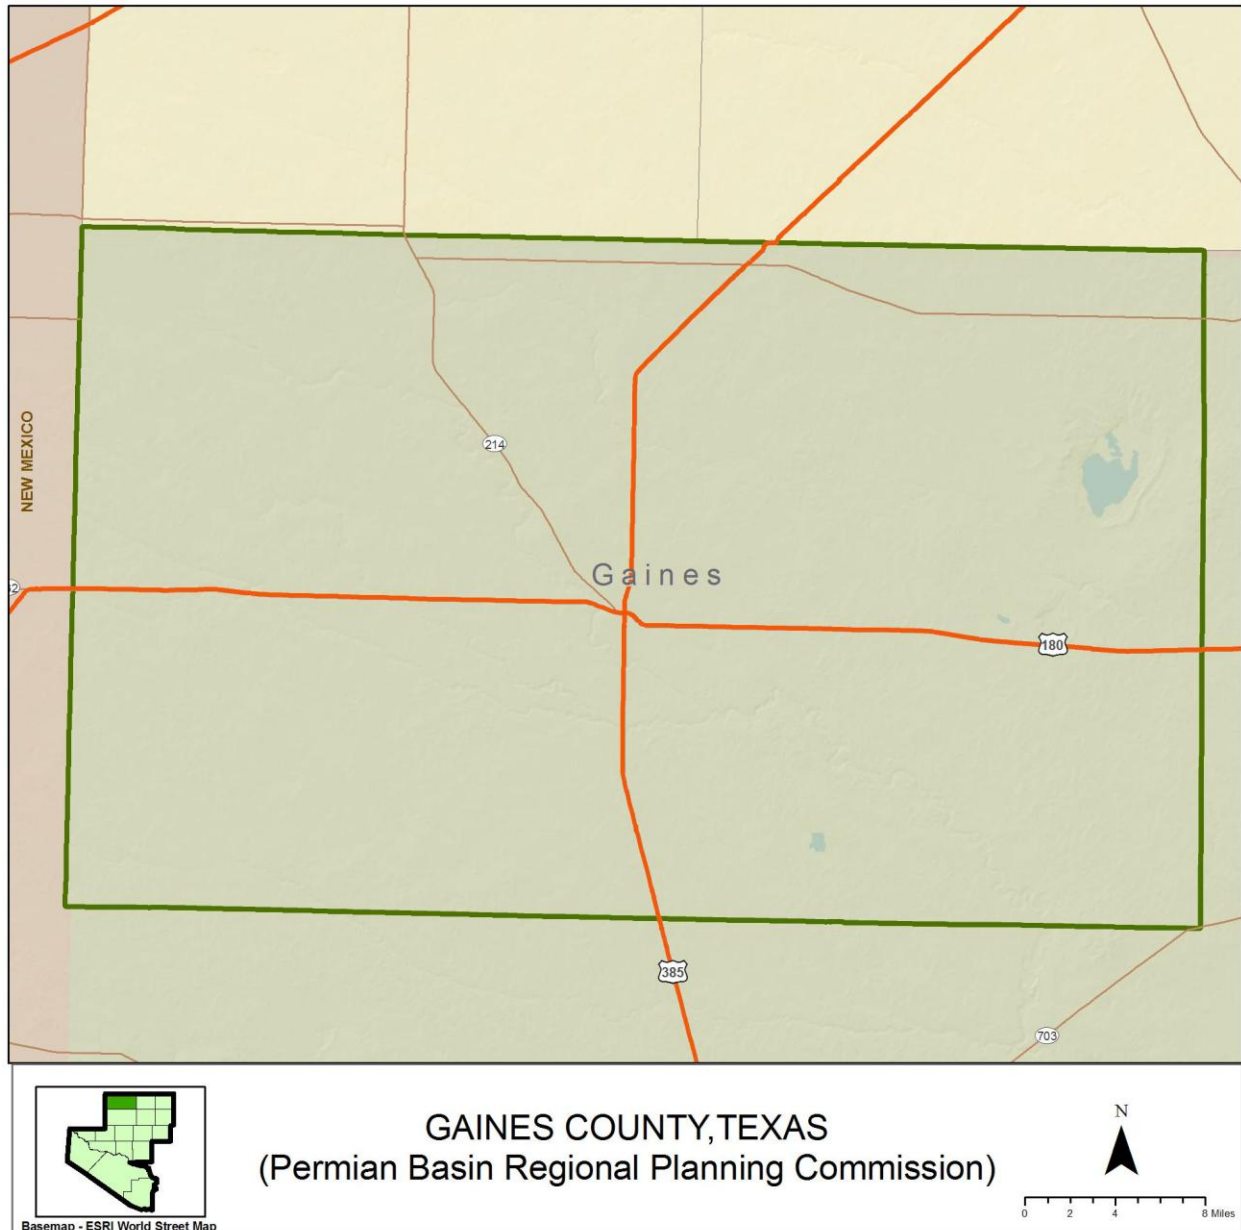 NEW MEXICO
214
Gaines
180
385
703
GAINES COUNTY,TEXAS
(Permian Basin Regional Planning Commission)
N
0 2 4 8 Miles
Basemap - ESRI World Street Map